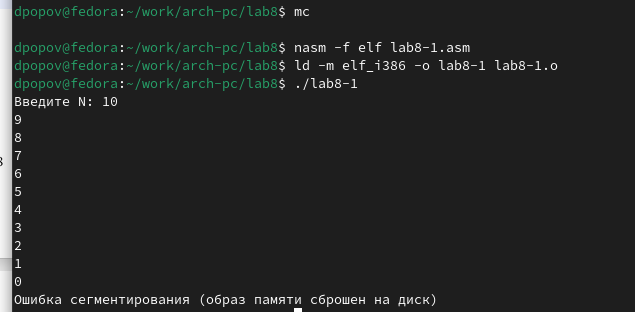 dpopov@fedora:~/work/arch-pc/lab8$ mc
dpopov@fedora:~/work/arch-pc/lab8$ nasm -f elf lab8-1.asm
dpopov@fedora:~/work/arch-pc/lab8$ ld -m elf_i386 -o lab8-1 lab8-1.o
dpopov@fedora:~/work/arch-pc/lab8$ ./lab8-1
Введите N: 10
9
8
7
6
5
4
3
2
1
0
Ошибка сегментирования (образ памяти сброшен на диск)